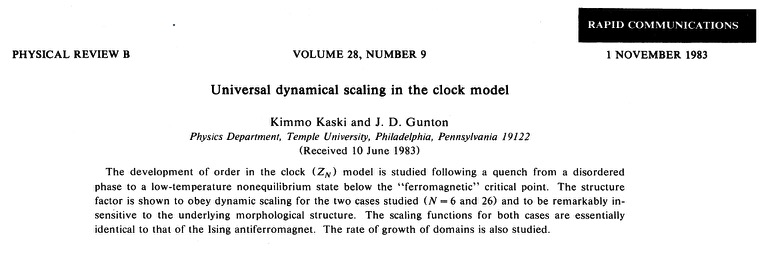 RAPID COMMUNICATIONS
PHYSICAL REVIEW B VOLUME 28, NUMBER 9 1 NOVEMBER 1983
Universal dynamical scaling in the clock model
Kimmo Kaski and J. D. Gunton
Physics Department, Temple University, Philadelphia, Pennsylvania 19122
(Received 10 June 1983)
The development of order in the clock (Z_N) model is studied following a quench from a disordered
phase to a low-temperature nonequilibrium state below the "ferromagnetic" critical point. The structure
factor is shown to obey dynamic scaling for the two cases studied (N = 6 and 26) and to be remarkably in-
sensitive to the underlying morphological structure. The scaling functions for both cases are essentially
identical to that of the Ising antiferromagnet. The rate of growth of domains is also studied.